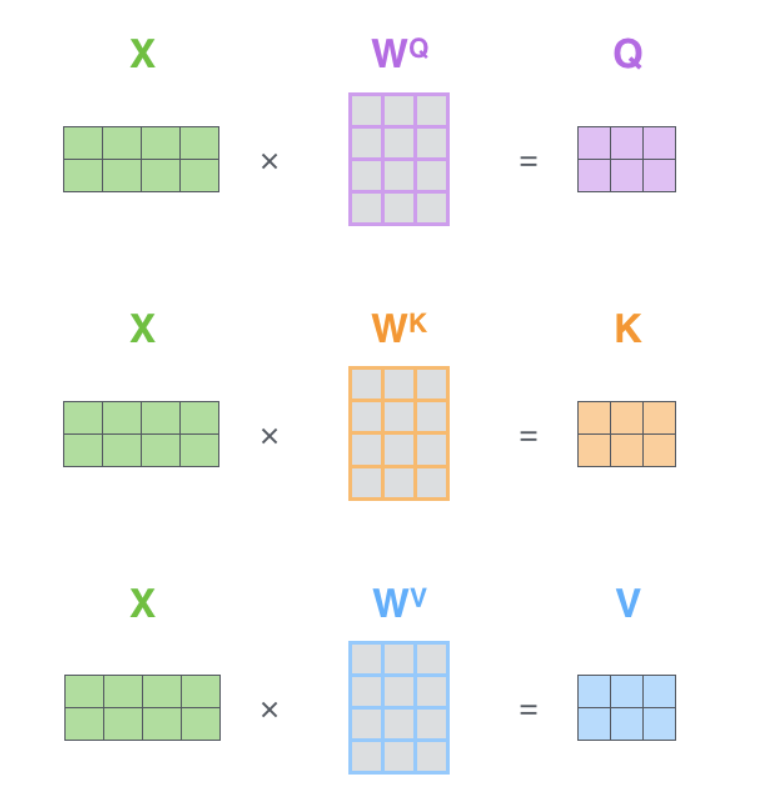 X W^Q Q
× =
X W^K K
× =
X W^V V
× =